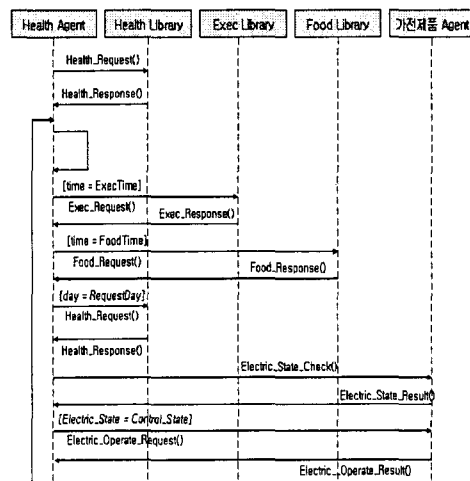 Health Agent Health Library Exec Library Food Library 가전제품 Agent
Health_Request()
Health_Response()
[time = ExecTime]
Exec_Request() Exec_Response()
[time = FoodTime]
Food_Request() Food_Response()
[day = RequestDay]
Health_Request()
Health_Response()
Electric_State_Check()
Electric_State_Result()
[Electric_State = Control_State]
Electric_Operate_Request()
Electric_Operate_Result()